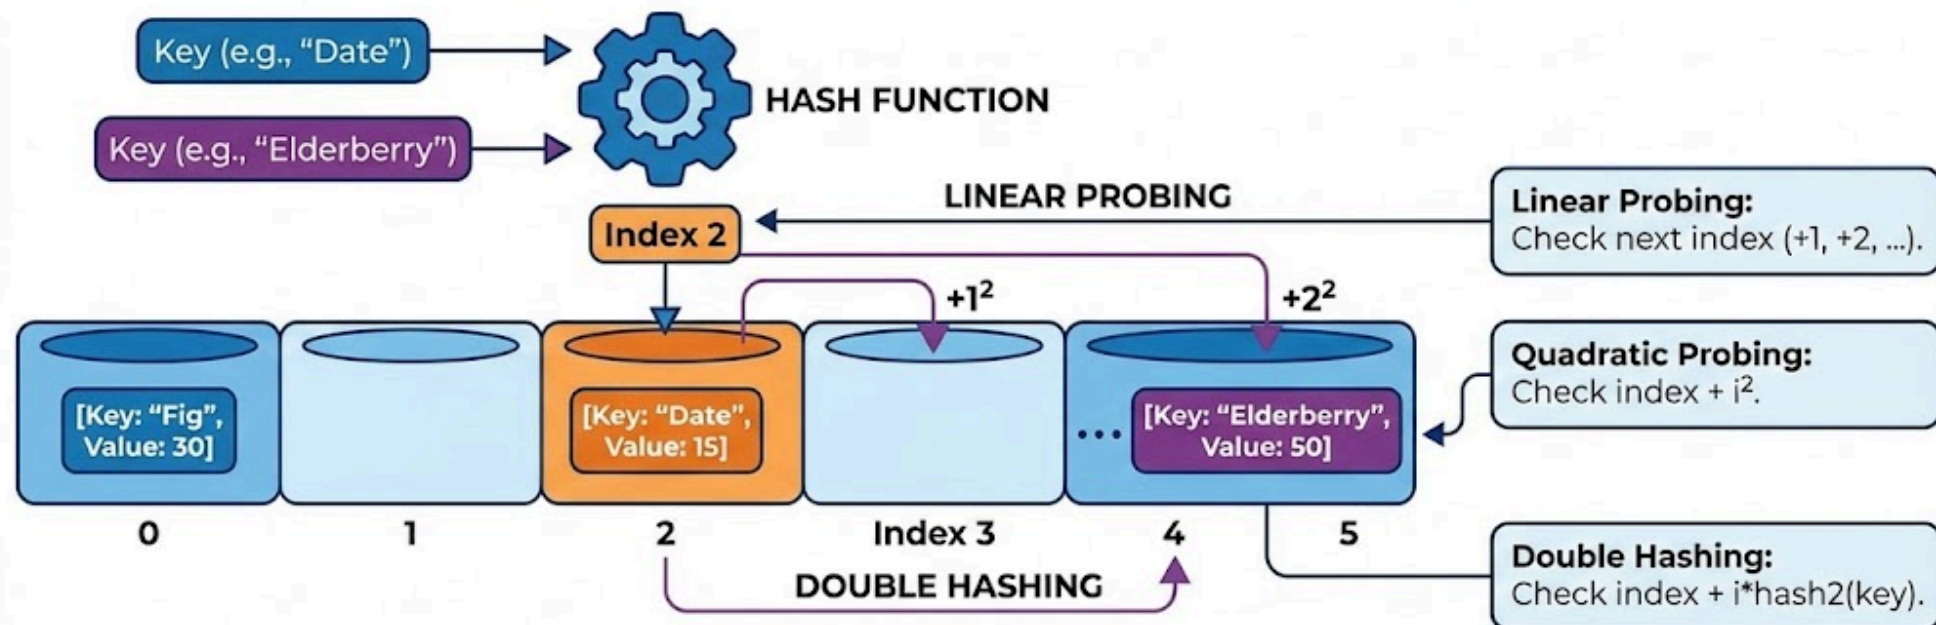 Key (e.g., “Date”)
HASH FUNCTION
Key (e.g., “Elderberry”)
LINEAR PROBING
Linear Probing:
Check next index (+1, +2, ...).
Index 2
+1²
+2²
Quadratic Probing:
Check index + i².
[Key: “Fig”,
Value: 30]
[Key: “Date”,
Value: 15]
...
[Key: “Elderberry”,
Value: 50]
0
1
2
Index 3
4
5
DOUBLE HASHING
Double Hashing:
Check index + i*hash2(key).